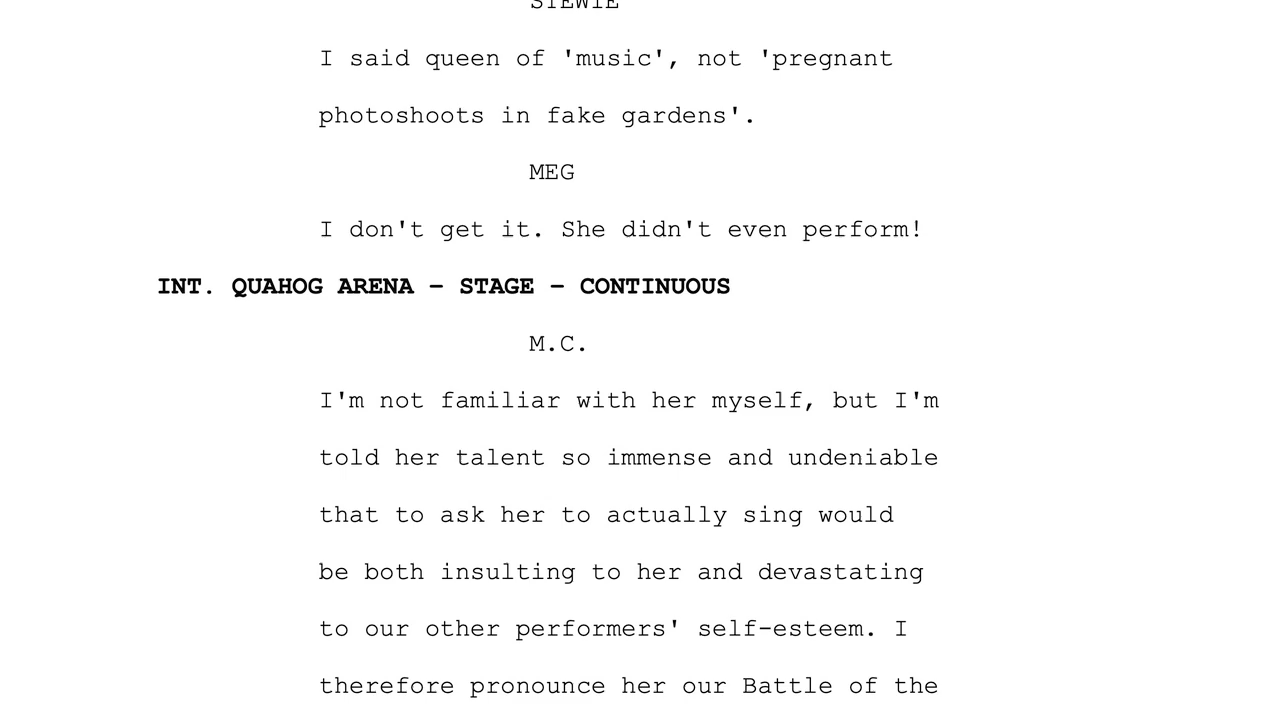 STEWIE
I said queen of 'music', not 'pregnant
photoshoots in fake gardens'.
MEG
I don't get it. She didn't even perform!
INT. QUAHOG ARENA – STAGE – CONTINUOUS
M.C.
I'm not familiar with her myself, but I'm
told her talent so immense and undeniable
that to ask her to actually sing would
be both insulting to her and devastating
to our other performers' self-esteem. I
therefore pronounce her our Battle of the